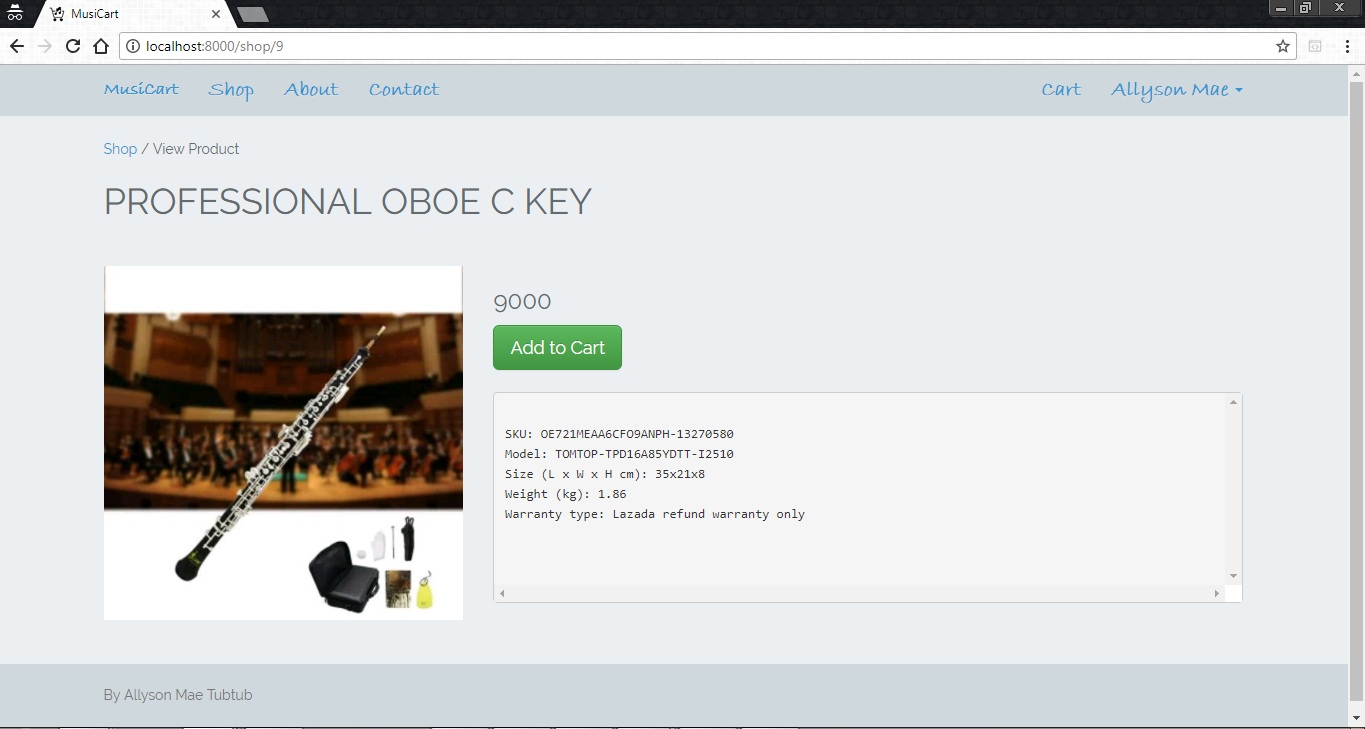 MusiCart
localhost:8000/shop/9
MusiCart Shop About Contact Cart Allyson Mae
Shop / View Product
PROFESSIONAL OBOE C KEY
9000
Add to Cart
SKU: OE721MEAA6CFO9ANPH-13270580
Model: TOMTOP-TPD16A85YDTT-I2510
Size (L x W x H cm): 35x21x8
Weight (kg): 1.86
Warranty type: Lazada refund warranty only
By Allyson Mae Tubtub